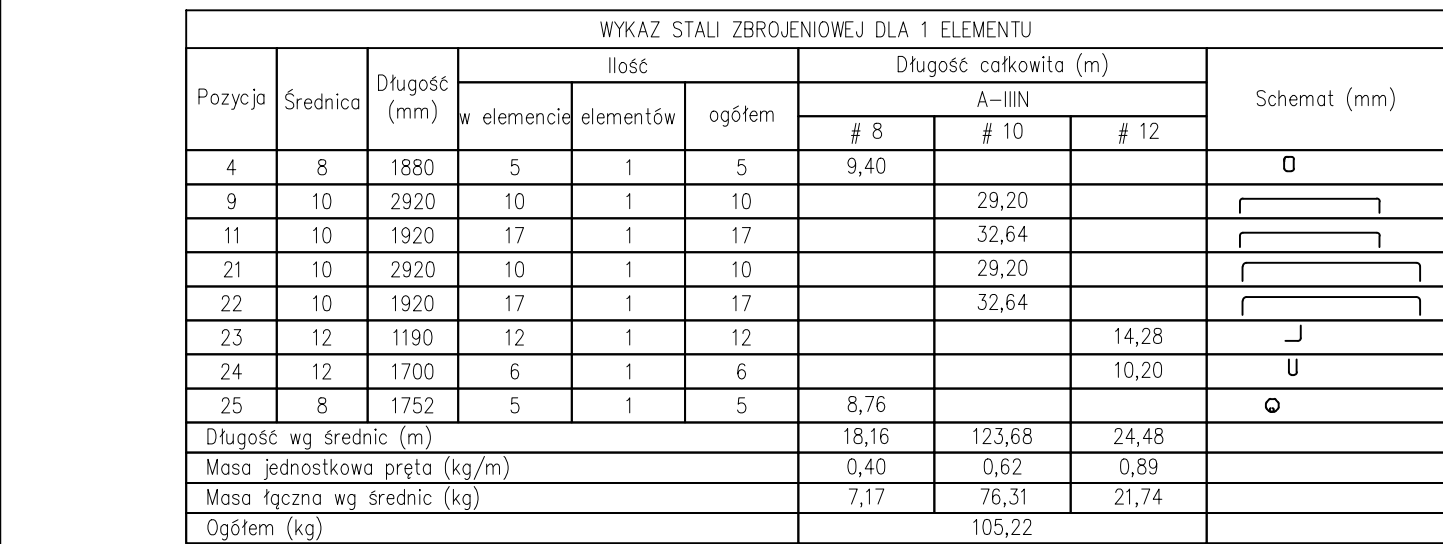 WYKAZ STALI ZBROJENIOWEJ DLA 1 ELEMENTU
Pozycja Średnica Długość (mm) Ilość Długość całkowita (m) Schemat (mm)
w elemencie elementów ogółem A-IIIN
# 8 # 10 # 12
4 8 1880 5 1 5 9,40
9 10 2920 10 1 10 29,20
11 10 1920 17 1 17 32,64
21 10 2920 10 1 10 29,20
22 10 1920 17 1 17 32,64
23 12 1190 12 1 12 14,28
24 12 1700 6 1 6 10,20
25 8 1752 5 1 5 8,76
Długość wg średnic (m) 18,16 123,68 24,48
Masa jednostkowa pręta (kg/m) 0,40 0,62 0,89
Masa łączna wg średnic (kg) 7,17 76,31 21,74
Ogółem (kg) 105,22